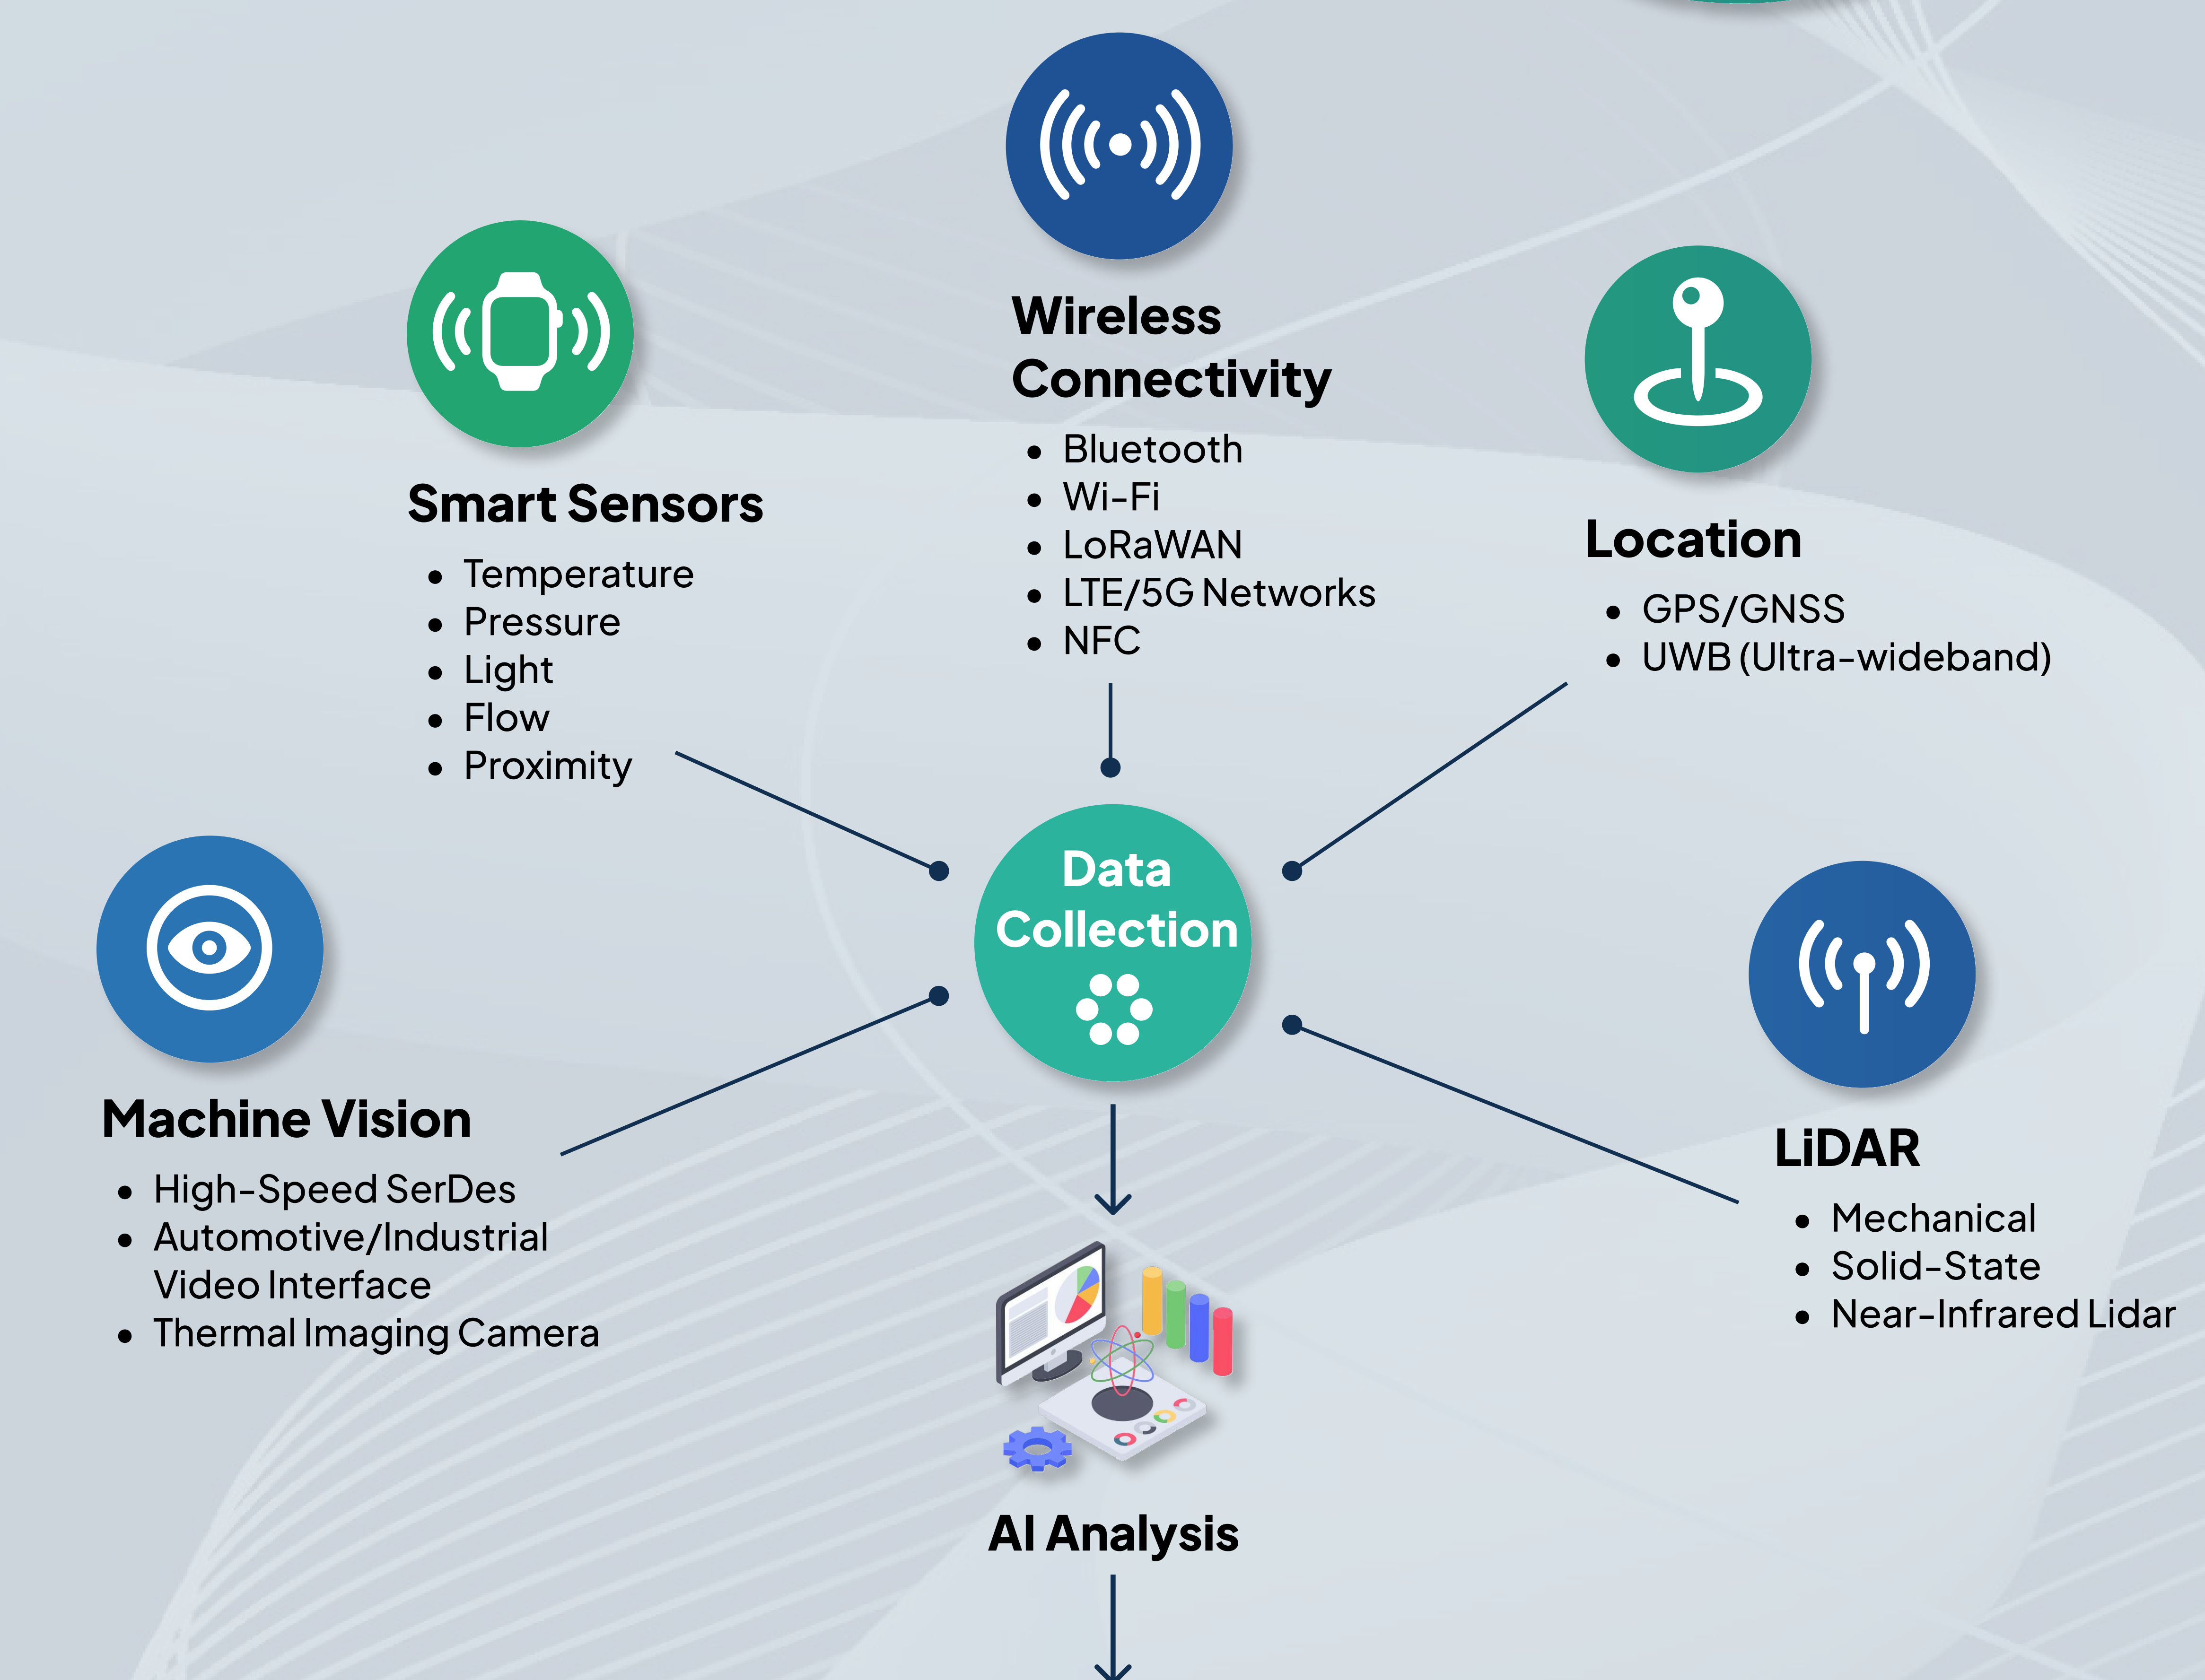 Wireless
Connectivity
• Bluetooth
• Wi-Fi
• LoRaWAN
• LTE/5G Networks
• NFC
Smart Sensors
• Temperature
• Pressure
• Light
• Flow
• Proximity
Location
• GPS/GNSS
• UWB (Ultra-wideband)
Data
Collection
Machine Vision
• High-Speed SerDes
• Automotive/Industrial
Video Interface
• Thermal Imaging Camera
LiDAR
• Mechanical
• Solid-State
• Near-Infrared Lidar
AI Analysis